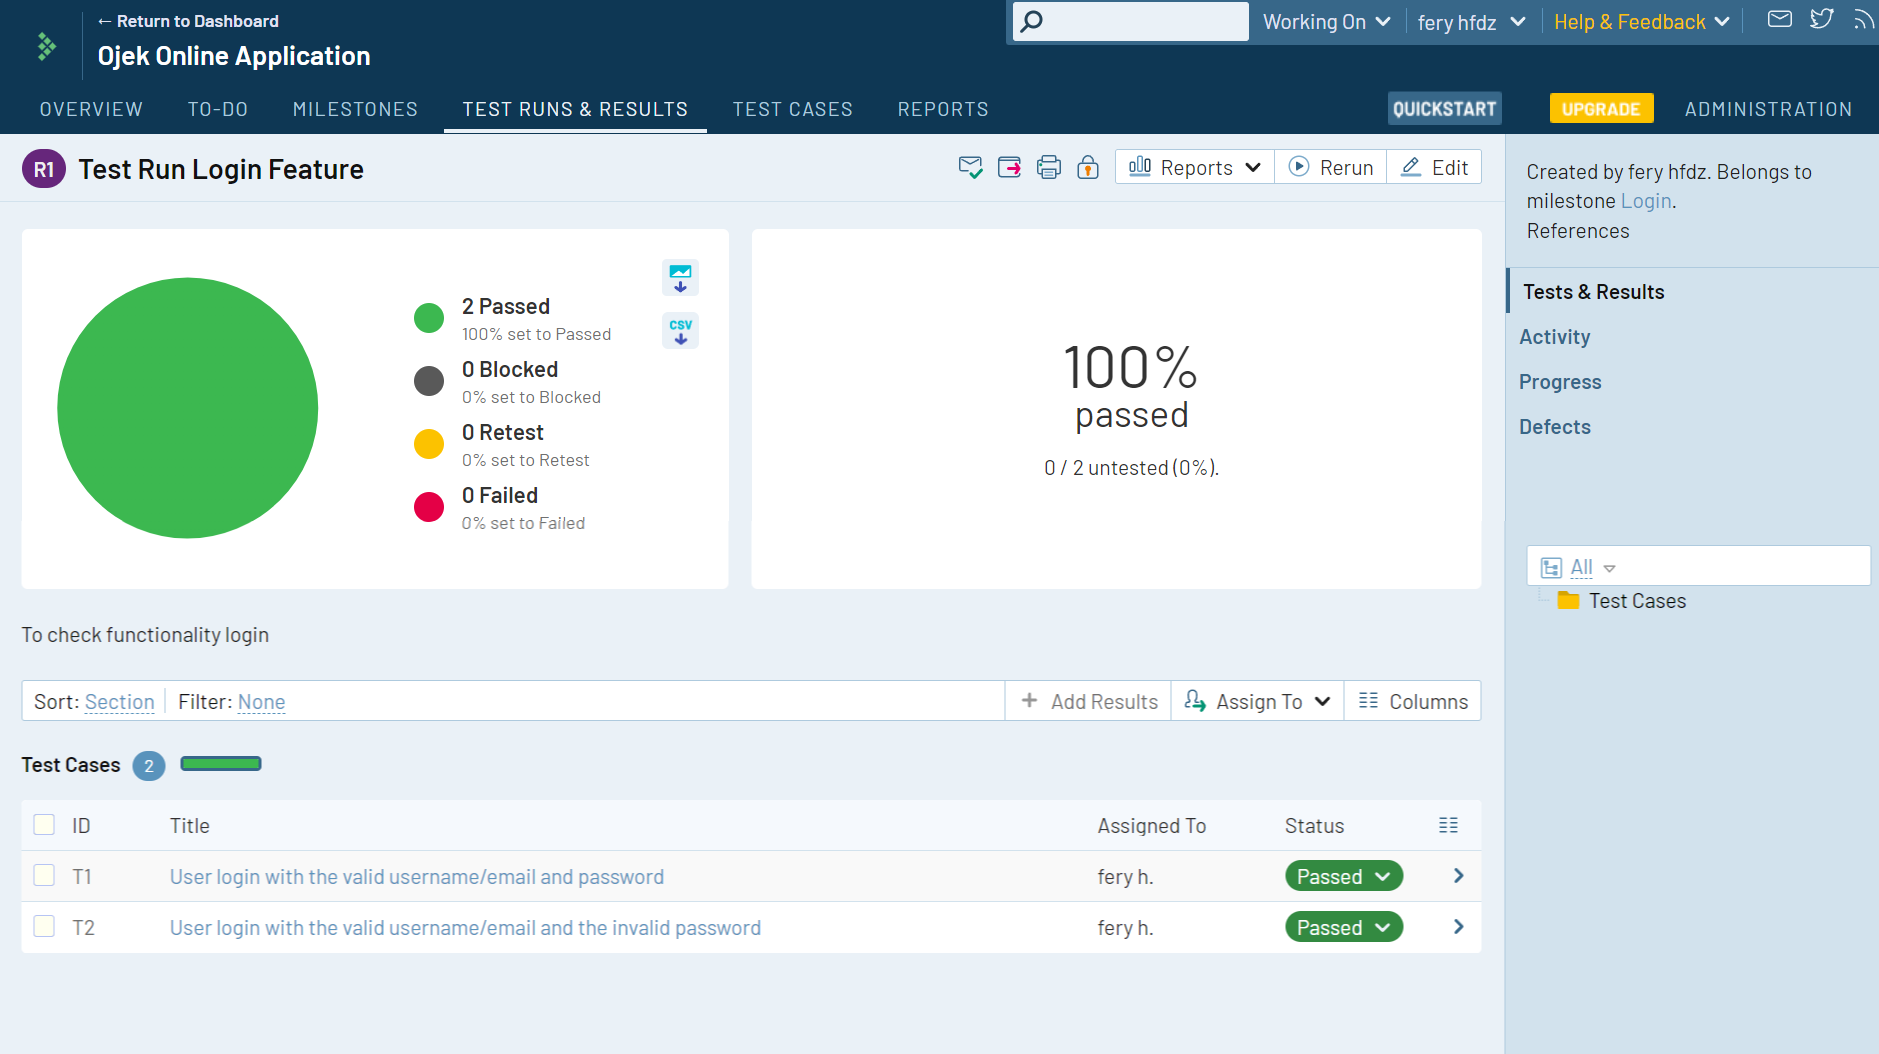 ← Return to Dashboard
Ojek Online Application
Working On
fery hfdz
Help & Feedback
OVERVIEW
TO-DO
MILESTONES
TEST RUNS & RESULTS
TEST CASES
REPORTS
QUICKSTART
UPGRADE
ADMINISTRATION
R1 Test Run Login Feature
Reports
Rerun
Edit
2 Passed
100% set to Passed
0 Blocked
0% set to Blocked
0 Retest
0% set to Retest
0 Failed
0% set to Failed
CSV
100%
passed
0 / 2 untested (0%).
Created by fery hfdz. Belongs to
milestone Login.
References
Tests & Results
Activity
Progress
Defects
All
Test Cases
To check functionality login
Sort: Section Filter: None
+ Add Results
Assign To
Columns
Test Cases 2
ID Title Assigned To Status
T1 User login with the valid username/email and password fery h. Passed
T2 User login with the valid username/email and the invalid password fery h. Passed